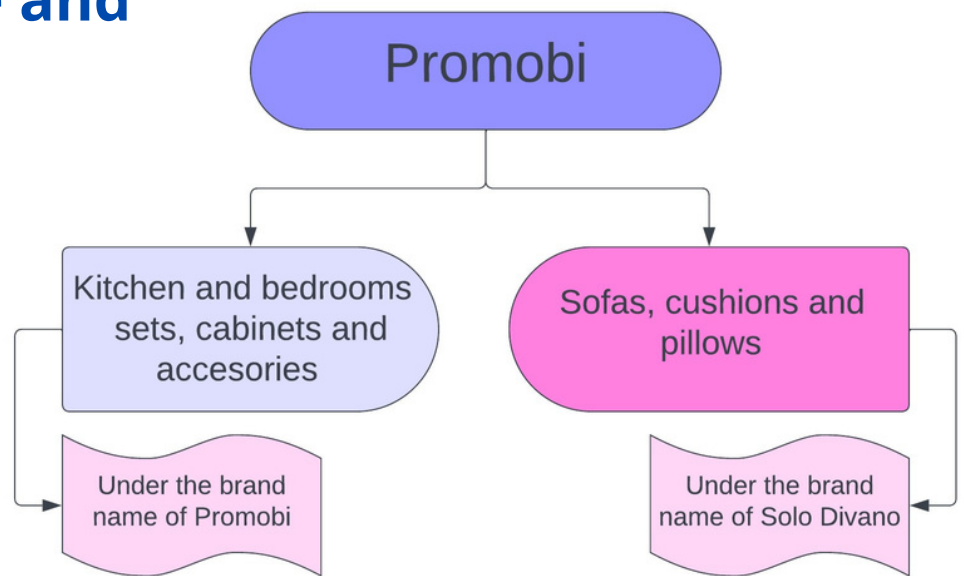 and
Promobi
Kitchen and bedrooms
sets, cabinets and
accesories
Sofas, cushions and
pillows
Under the brand
name of Promobi
Under the brand
name of Solo Divano